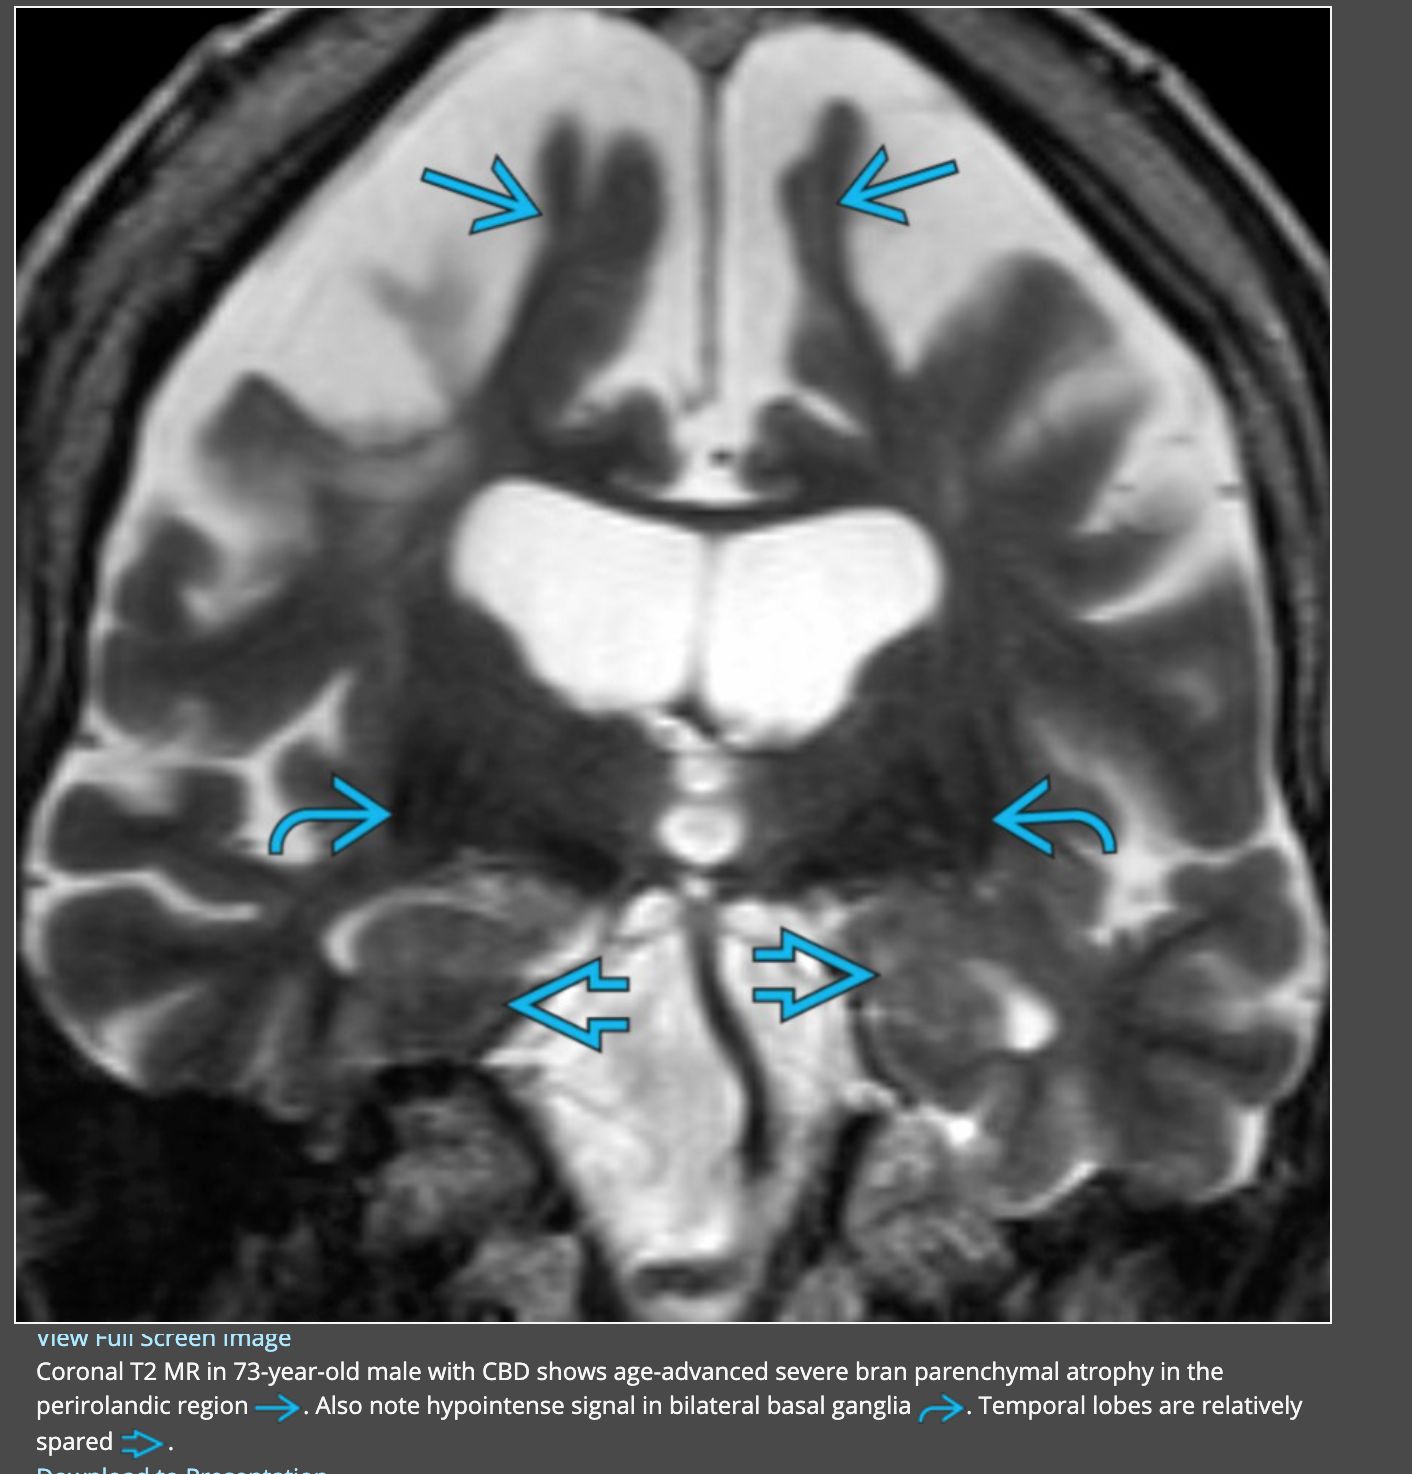 View Full Screen Image
Coronal T2 MR in 73-year-old male with CBD shows age-advanced severe bran parenchymal atrophy in the
perirolandic region . Also note hypointense signal in bilateral basal ganglia . Temporal lobes are relatively
spared .
Download to Presentation